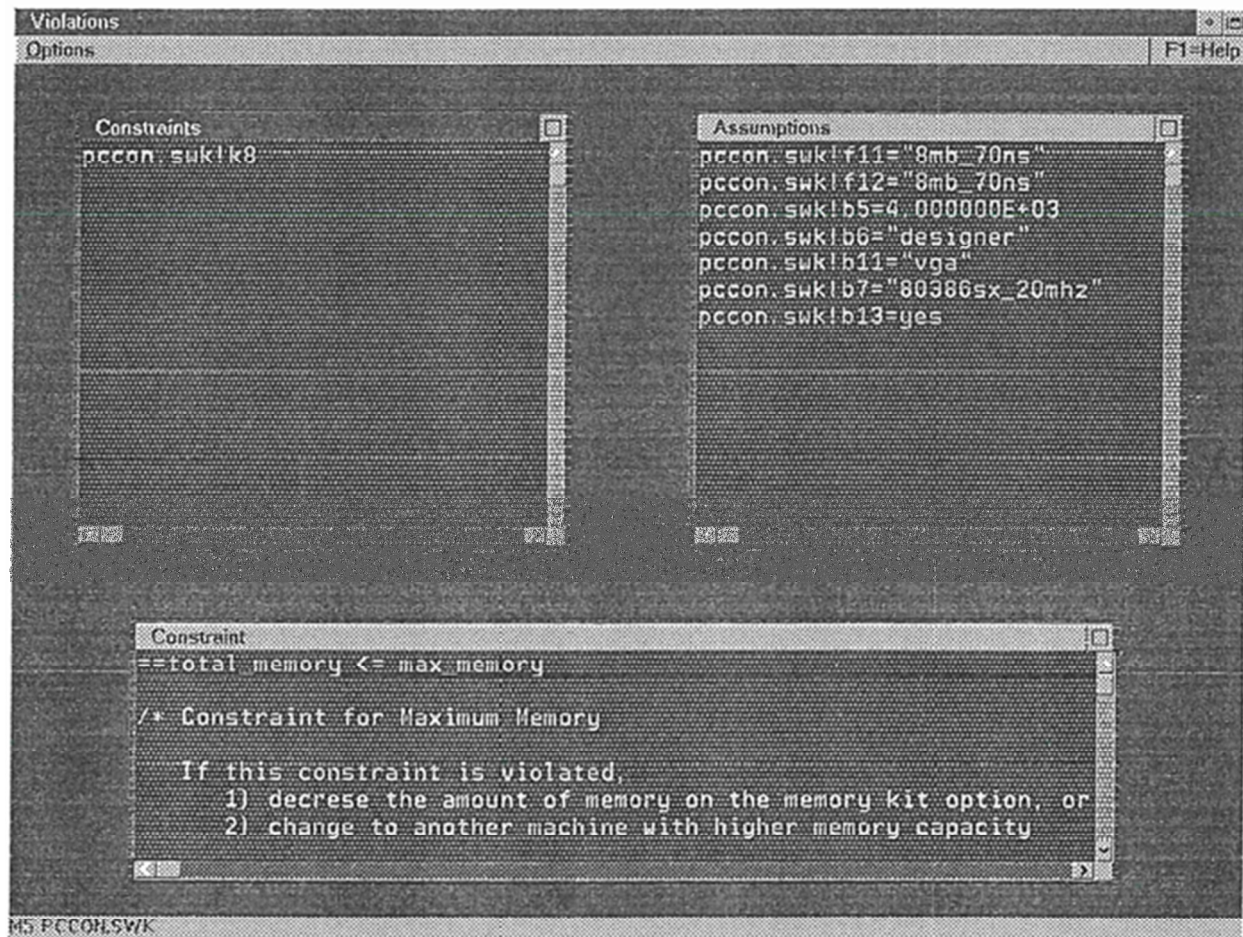 Violations
Options
F1=Help
Constraints
pccon.swk!k8
Assumptions
pccon.swk!f11="8mb_70ns"
pccon.swk!f12="8mb_70ns"
pccon.swk!b5=4.000000E+03
pccon.swk!b6="designer"
pccon.swk!b11="vga"
pccon.swk!b7="80386sx_20mhz"
pccon.swk!b13=yes
Constraint
==total_memory <= max_memory
/* Constraint for Maximum Memory
If this constraint is violated,
1) decrese the amount of memory on the memory kit option, or
2) change to another machine with higher memory capacity
MS PCCON.SWK